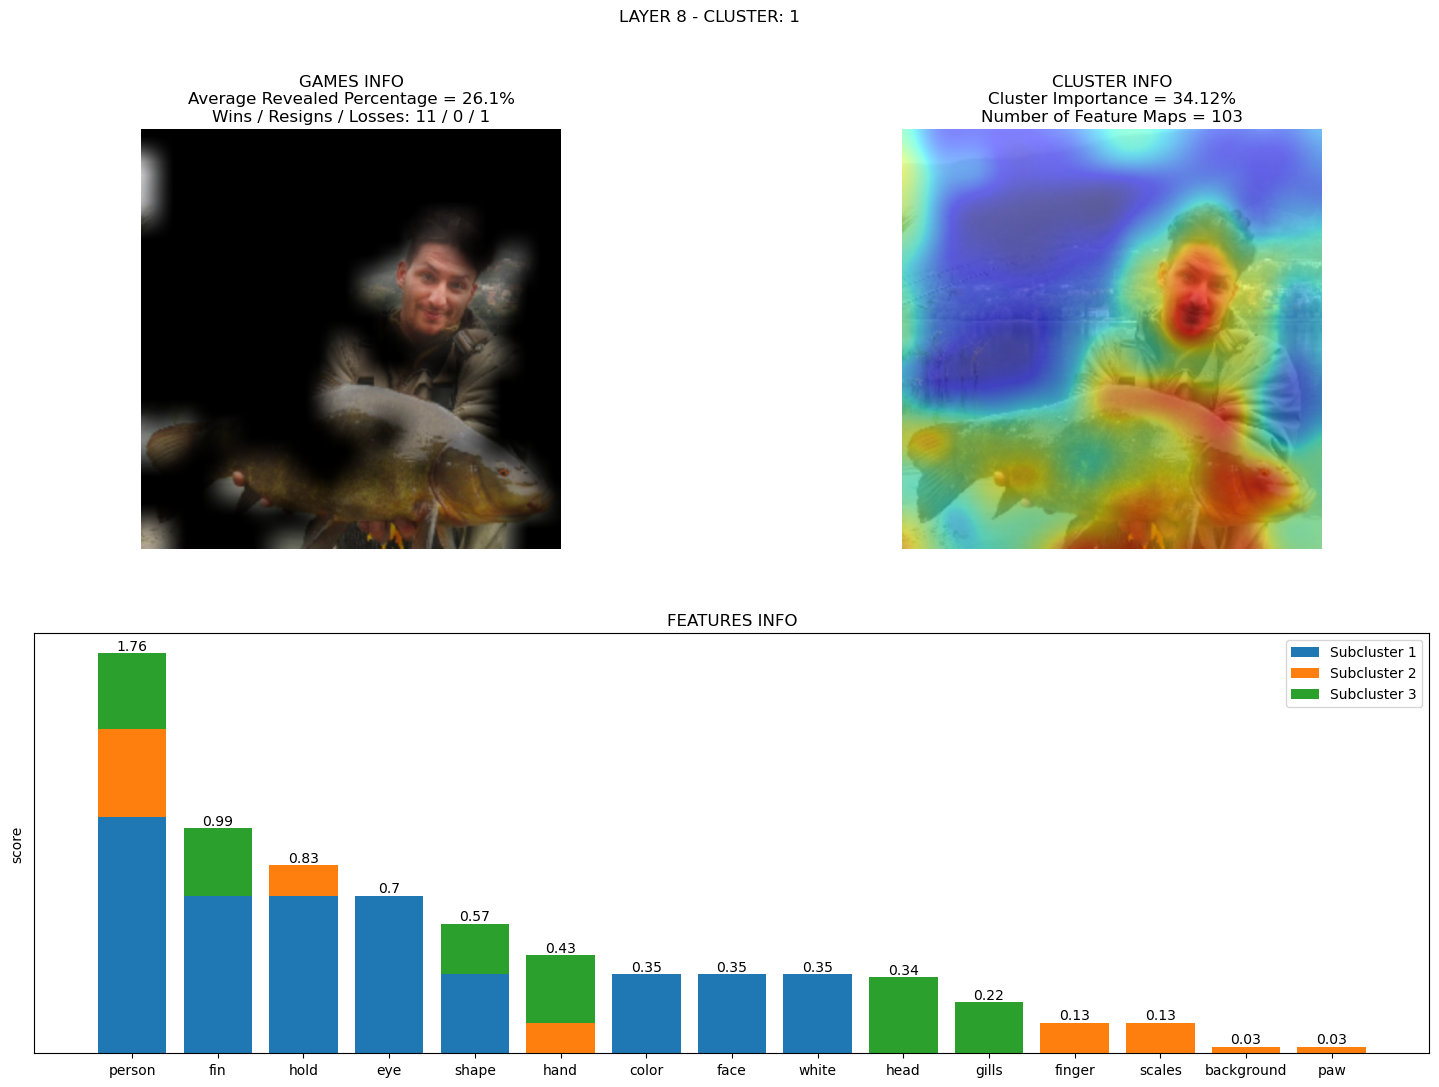 LAYER 8 - CLUSTER: 1
GAMES INFO
Average Revealed Percentage = 26.1%
Wins / Resigns / Losses: 11 / 0 / 1
CLUSTER INFO
Cluster Importance = 34.12%
Number of Feature Maps = 103
FEATURES INFO
score
Subcluster 1
Subcluster 2
Subcluster 3
1.76
0.99
0.83
0.7
0.57
0.43
0.35
0.35
0.35
0.34
0.22
0.13
0.13
0.03
0.03
person
fin
hold
eye
shape
hand
color
face
white
head
gills
finger
scales
background
paw